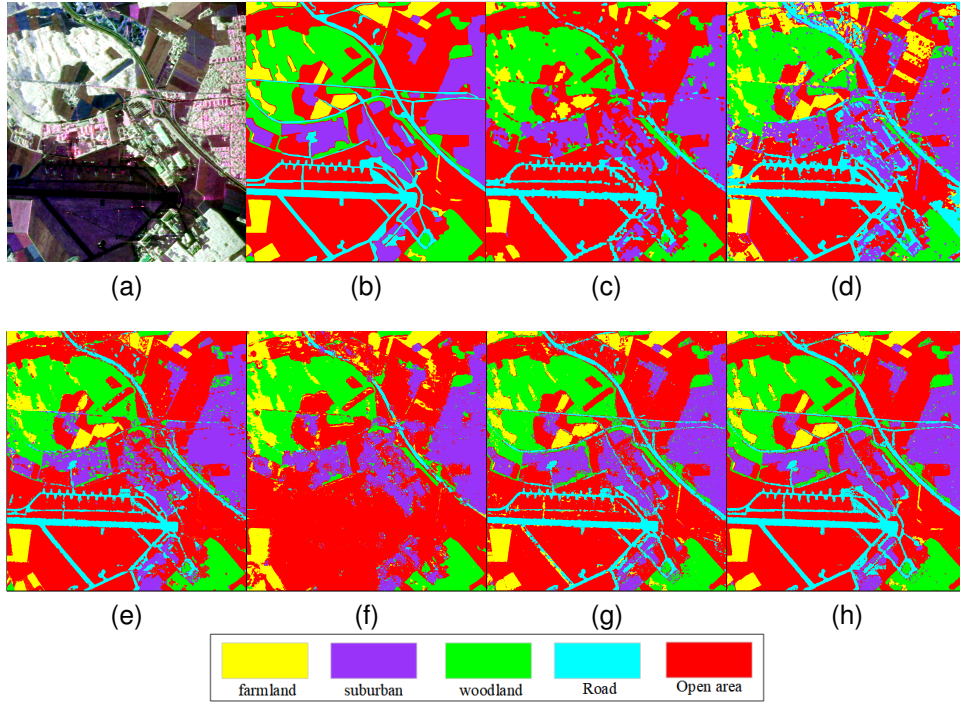 (a) (b) (c) (d)
(e) (f) (g) (h)
farmland suburban woodland Road Open area